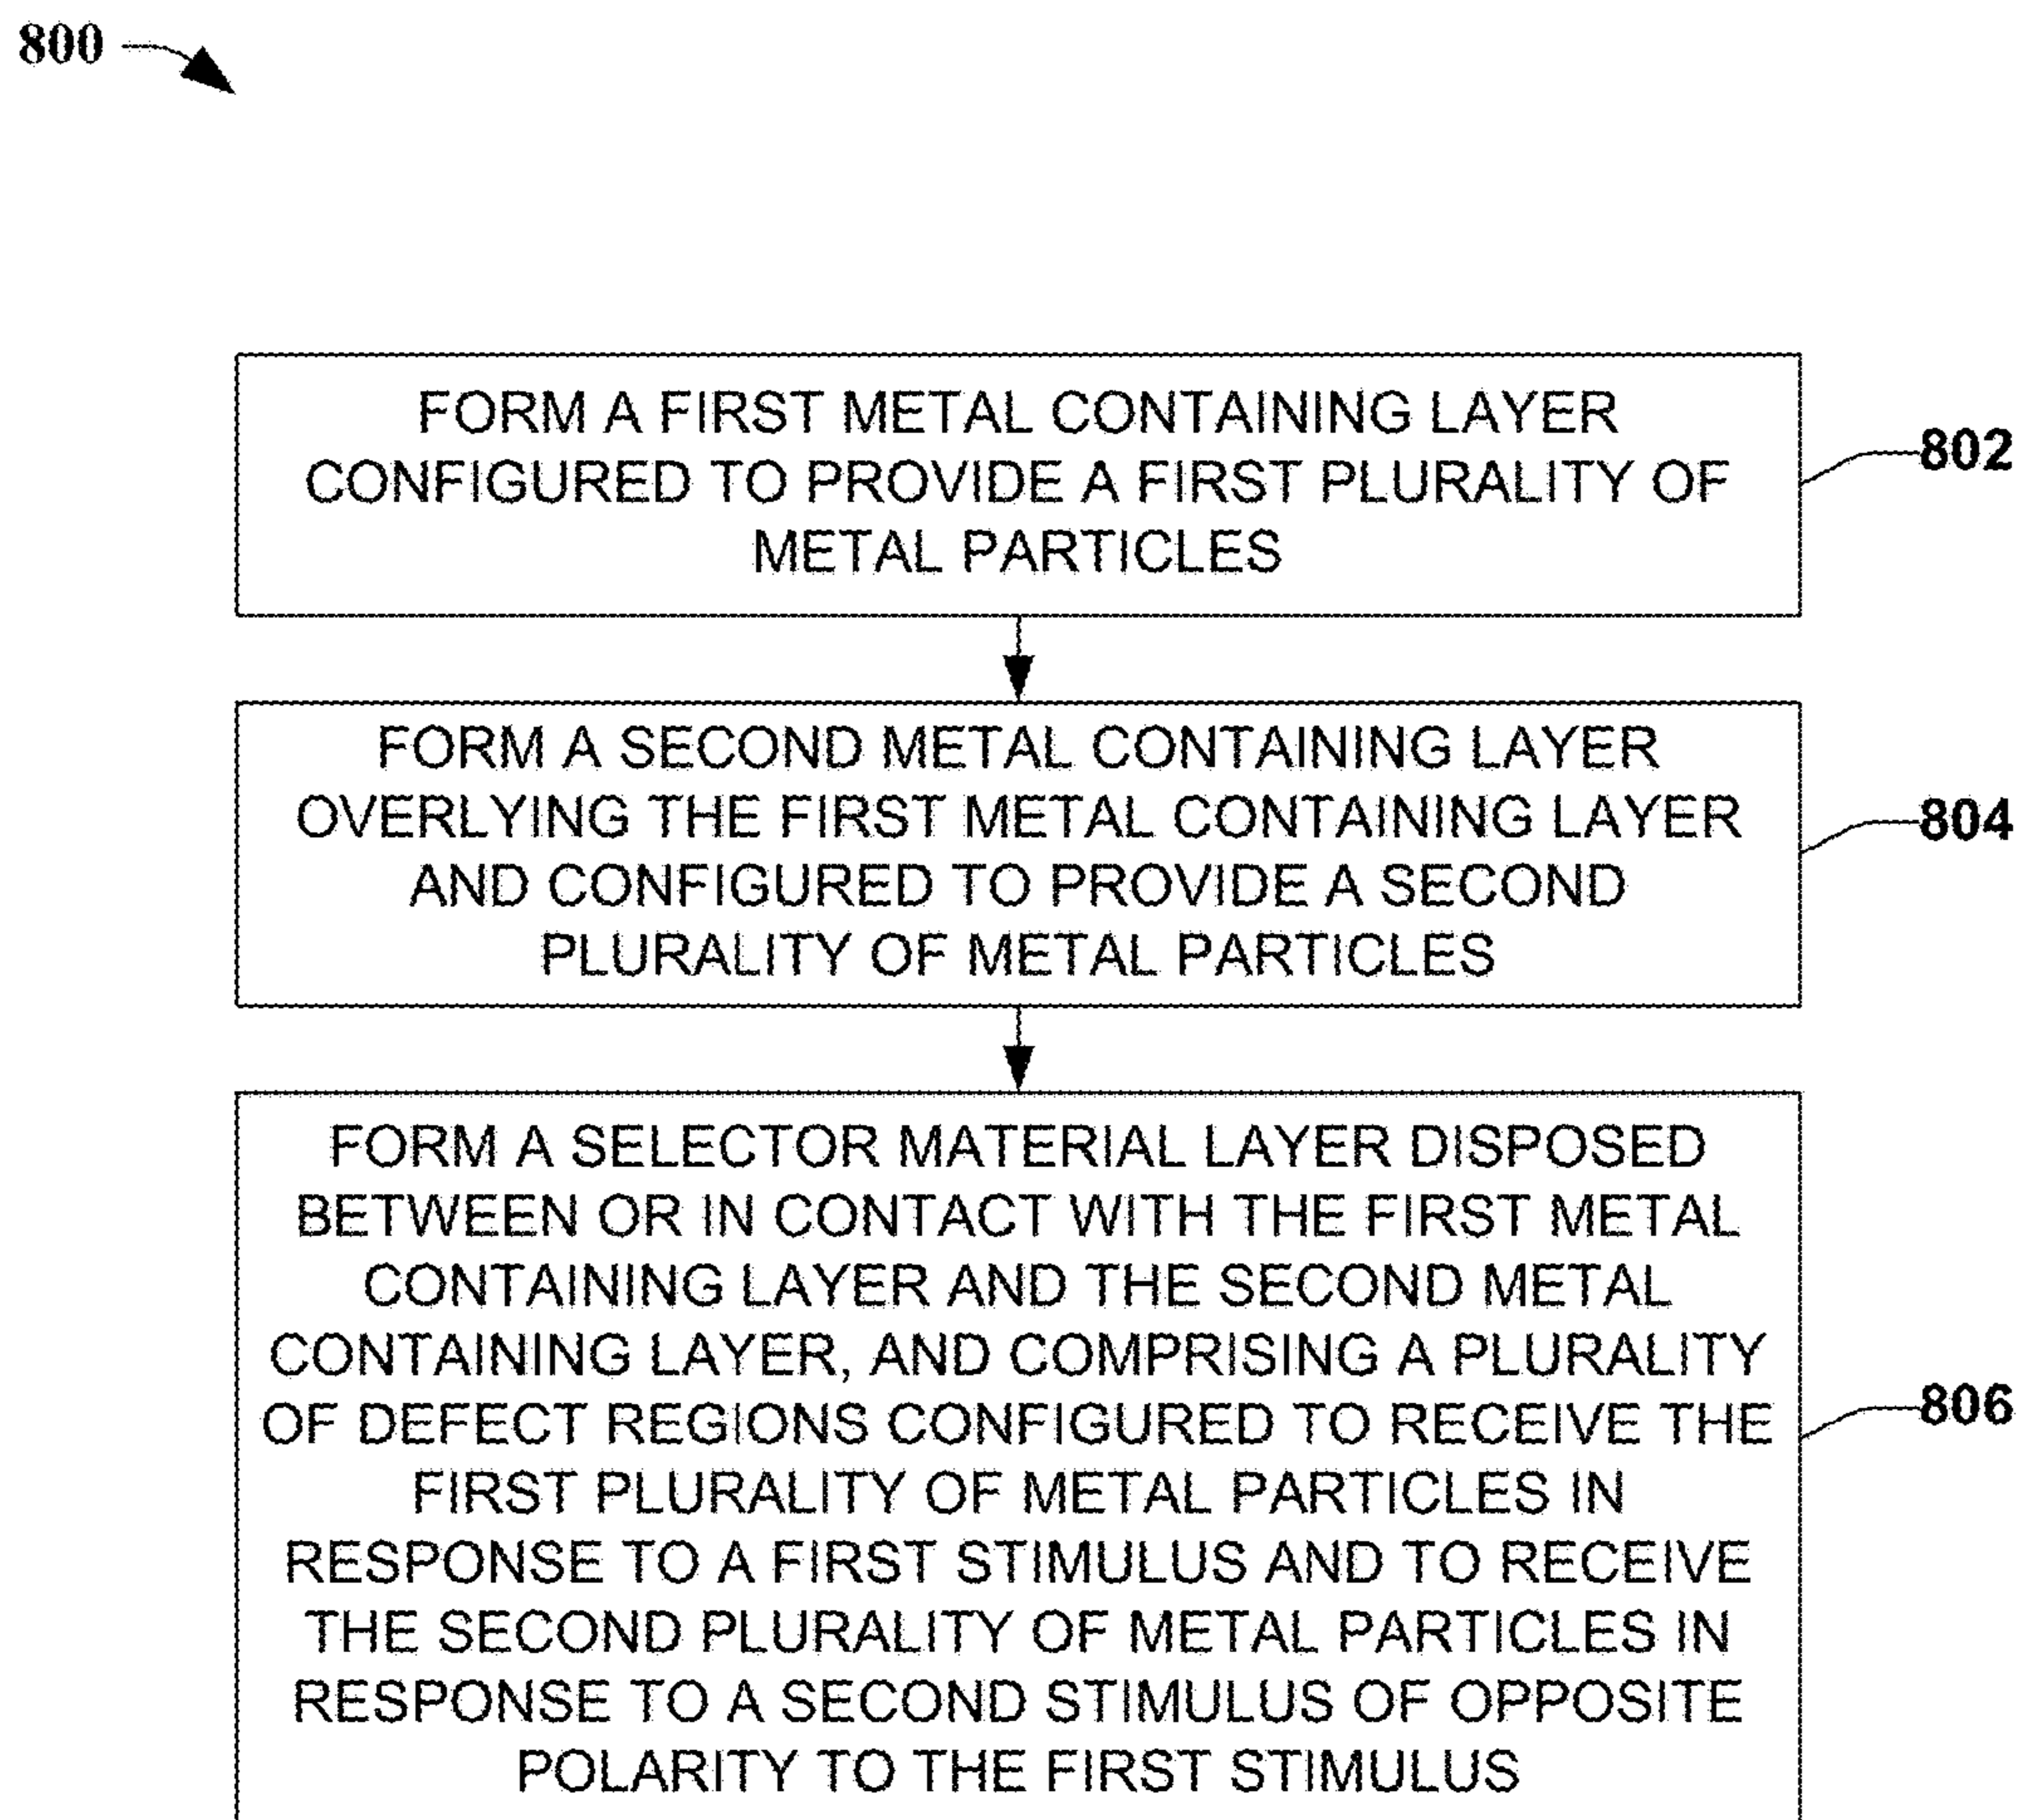 800
FORM A FIRST METAL CONTAINING LAYER
CONFIGURED TO PROVIDE A FIRST PLURALITY OF
METAL PARTICLES
802
FORM A SECOND METAL CONTAINING LAYER
OVERLYING THE FIRST METAL CONTAINING LAYER
AND CONFIGURED TO PROVIDE A SECOND
PLURALITY OF METAL PARTICLES
804
FORM A SELECTOR MATERIAL LAYER DISPOSED
BETWEEN OR IN CONTACT WITH THE FIRST METAL
CONTAINING LAYER AND THE SECOND METAL
CONTAINING LAYER, AND COMPRISING A PLURALITY
OF DEFECT REGIONS CONFIGURED TO RECEIVE THE
FIRST PLURALITY OF METAL PARTICLES IN
RESPONSE TO A FIRST STIMULUS AND TO RECEIVE
THE SECOND PLURALITY OF METAL PARTICLES IN
RESPONSE TO A SECOND STIMULUS OF OPPOSITE
POLARITY TO THE FIRST STIMULUS
806